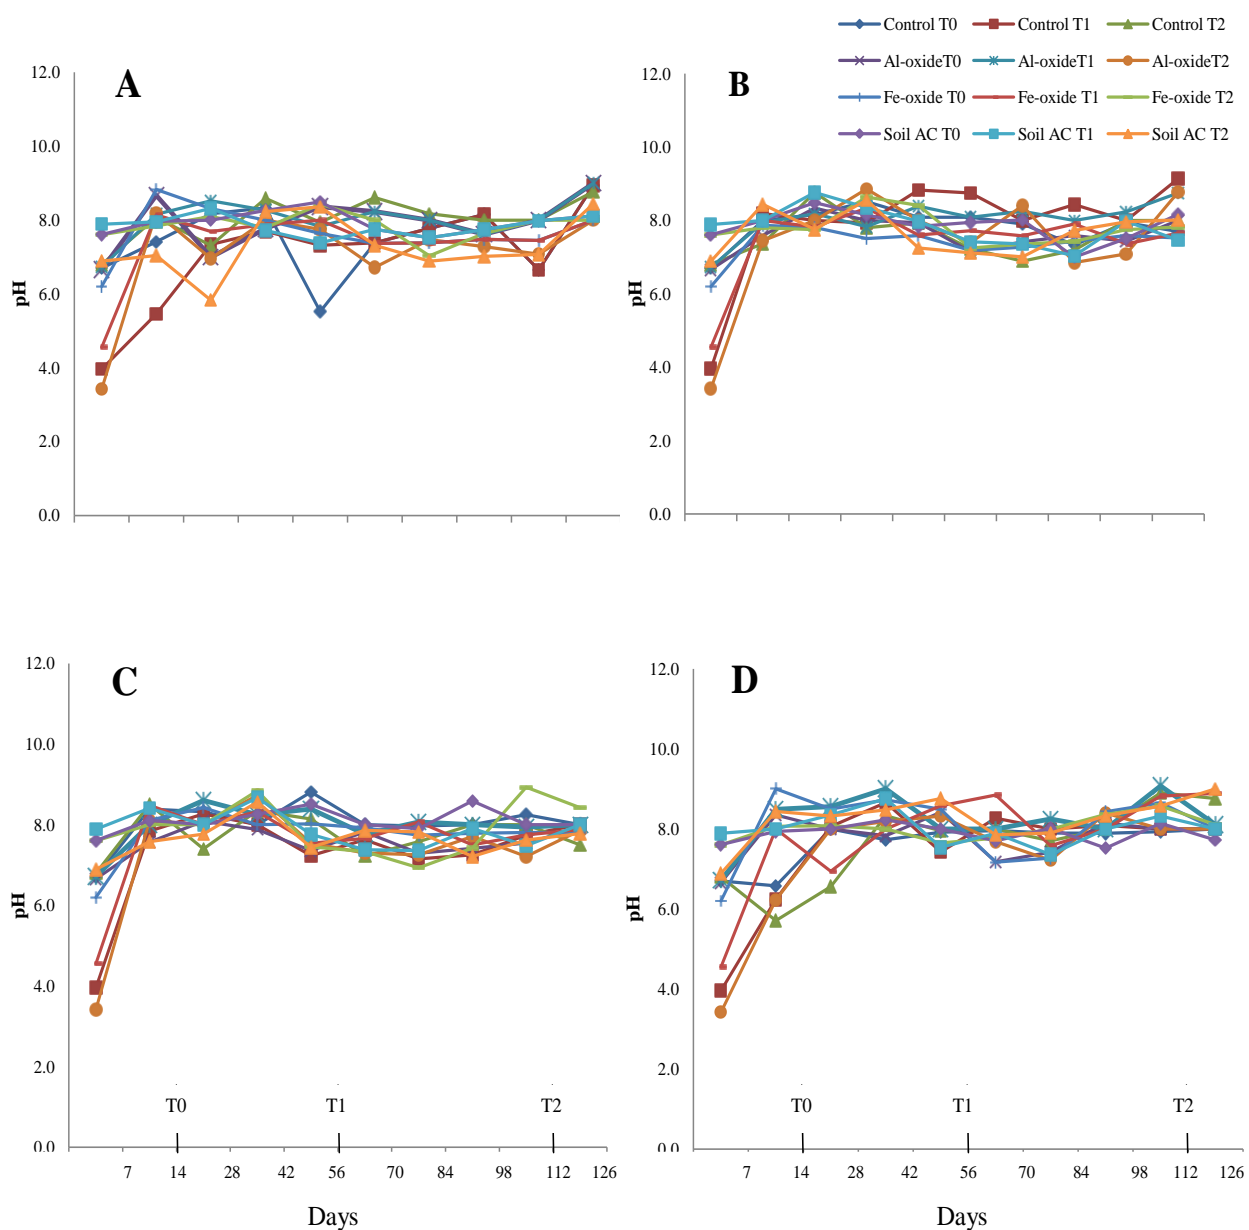 Control T0 Control T1 Control T2
Al-oxideT0 Al-oxideT1 Al-oxideT2
Fe-oxide T0 Fe-oxide T1 Fe-oxide T2
Soil AC T0 Soil AC T1 Soil AC T2
A
12.0
10.0
8.0
6.0
4.0
2.0
0.0
pH
B
12.0
10.0
8.0
6.0
4.0
2.0
0.0
pH
C
12.0
10.0
8.0
6.0
4.0
2.0
0.0
pH
T0 T1 T2
7 14 28 42 56 70 84 98 112 126
Days
D
12.0
10.0
8.0
6.0
4.0
2.0
0.0
pH
T0 T1 T2
7 14 28 42 56 70 84 98 112 126
Days